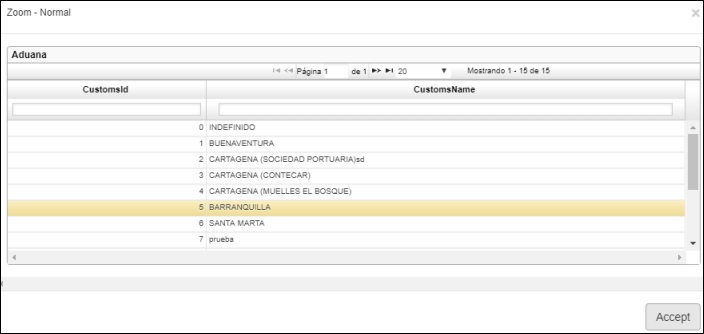 Zoom - Normal
Aduana
Página 1 de 1 20 Mostrando 1 - 15 de 15
CustomsId CustomsName
0 INDEFINIDO
1 BUENAVENTURA
2 CARTAGENA (SOCIEDAD PORTUARIA)sd
3 CARTAGENA (CONTECAR)
4 CARTAGENA (MUELLES EL BOSQUE)
5 BARRANQUILLA
6 SANTA MARTA
7 prueba
Accept